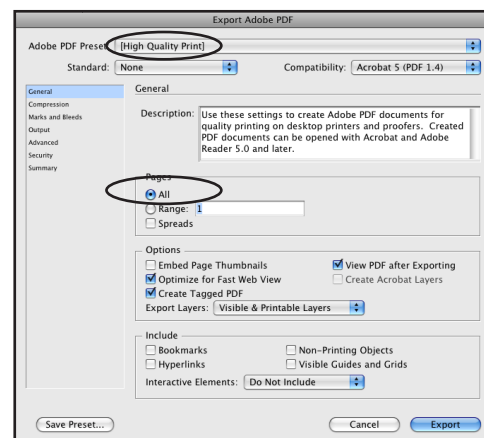 Export Adobe PDF
Adobe PDF Preset: [High Quality Print]
Standard: None Compatibility: Acrobat 5 (PDF 1.4)
General
Compression
Marks and Bleeds
Output
Advanced
Security
Summary
General
Description: Use these settings to create Adobe PDF documents for
quality printing on desktop printers and proofers. Created
PDF documents can be opened with Acrobat and Adobe
Reader 5.0 and later.
Pages
All
Range: 1
Spreads
Options
Embed Page Thumbnails View PDF after Exporting
Optimize for Fast Web View Create Acrobat Layers
Create Tagged PDF
Export Layers: Visible & Printable Layers
Include
Bookmarks Non-Printing Objects
Hyperlinks Visible Guides and Grids
Interactive Elements: Do Not Include
Save Preset... Cancel Export